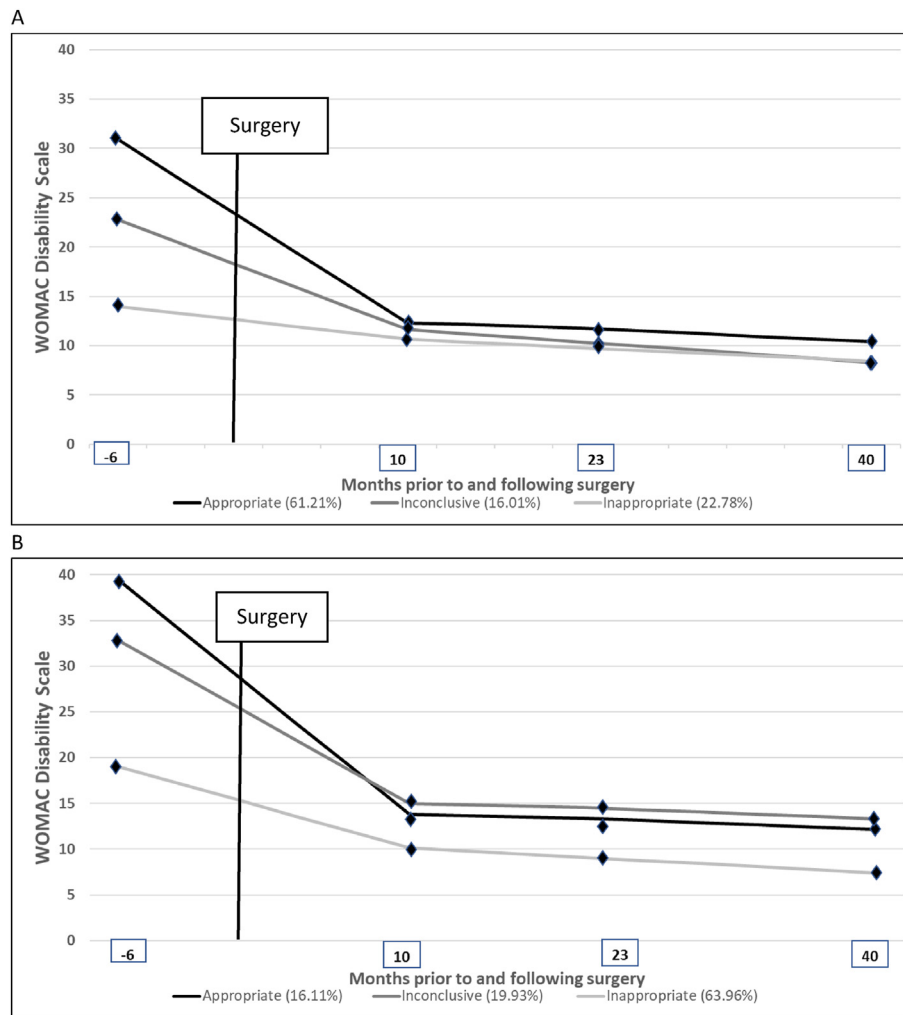 A
40
35
30
25
20
15
10
5
0
WOMAC Disability Scale
Surgery
-6 10 23 40
Months prior to and following surgery
Appropriate (61.21%) Inconclusive (16.01%) Inappropriate (22.78%)
B
40
35
30
25
20
15
10
5
0
WOMAC Disability Scale
Surgery
-6 10 23 40
Months prior to and following surgery
Appropriate (16.11%) Inconclusive (19.93%) Inappropriate (63.96%)